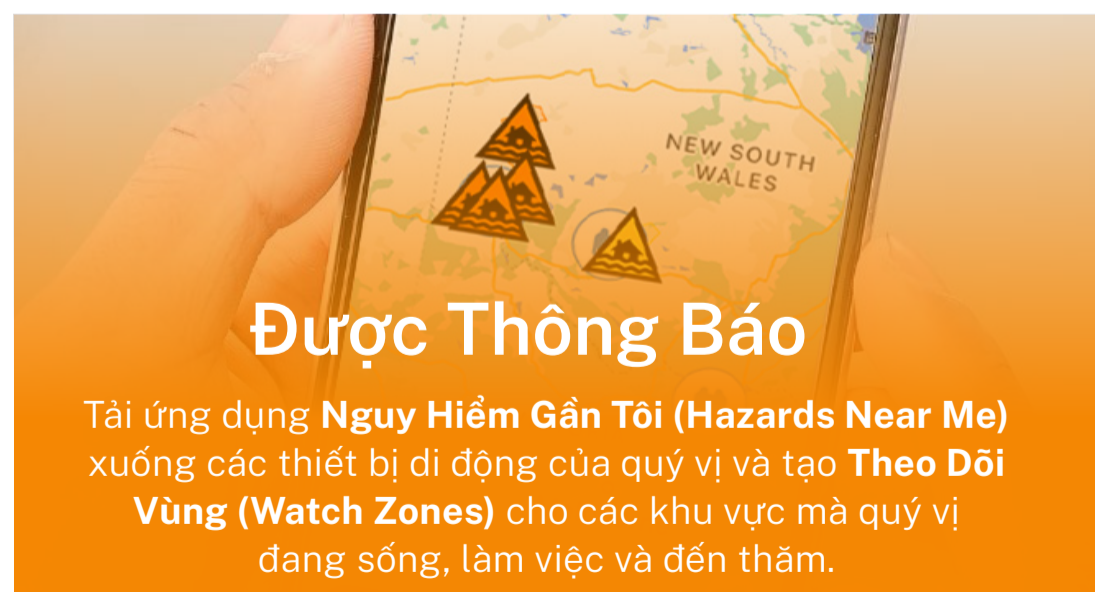 NEW SOUTH
WALES
Được Thông Báo
Tải ứng dụng Nguy Hiểm Gần Tôi (Hazards Near Me)
xuống các thiết bị di động của quý vị và tạo Theo Dõi
Vùng (Watch Zones) cho các khu vực mà quý vị
đang sống, làm việc và đến thăm.